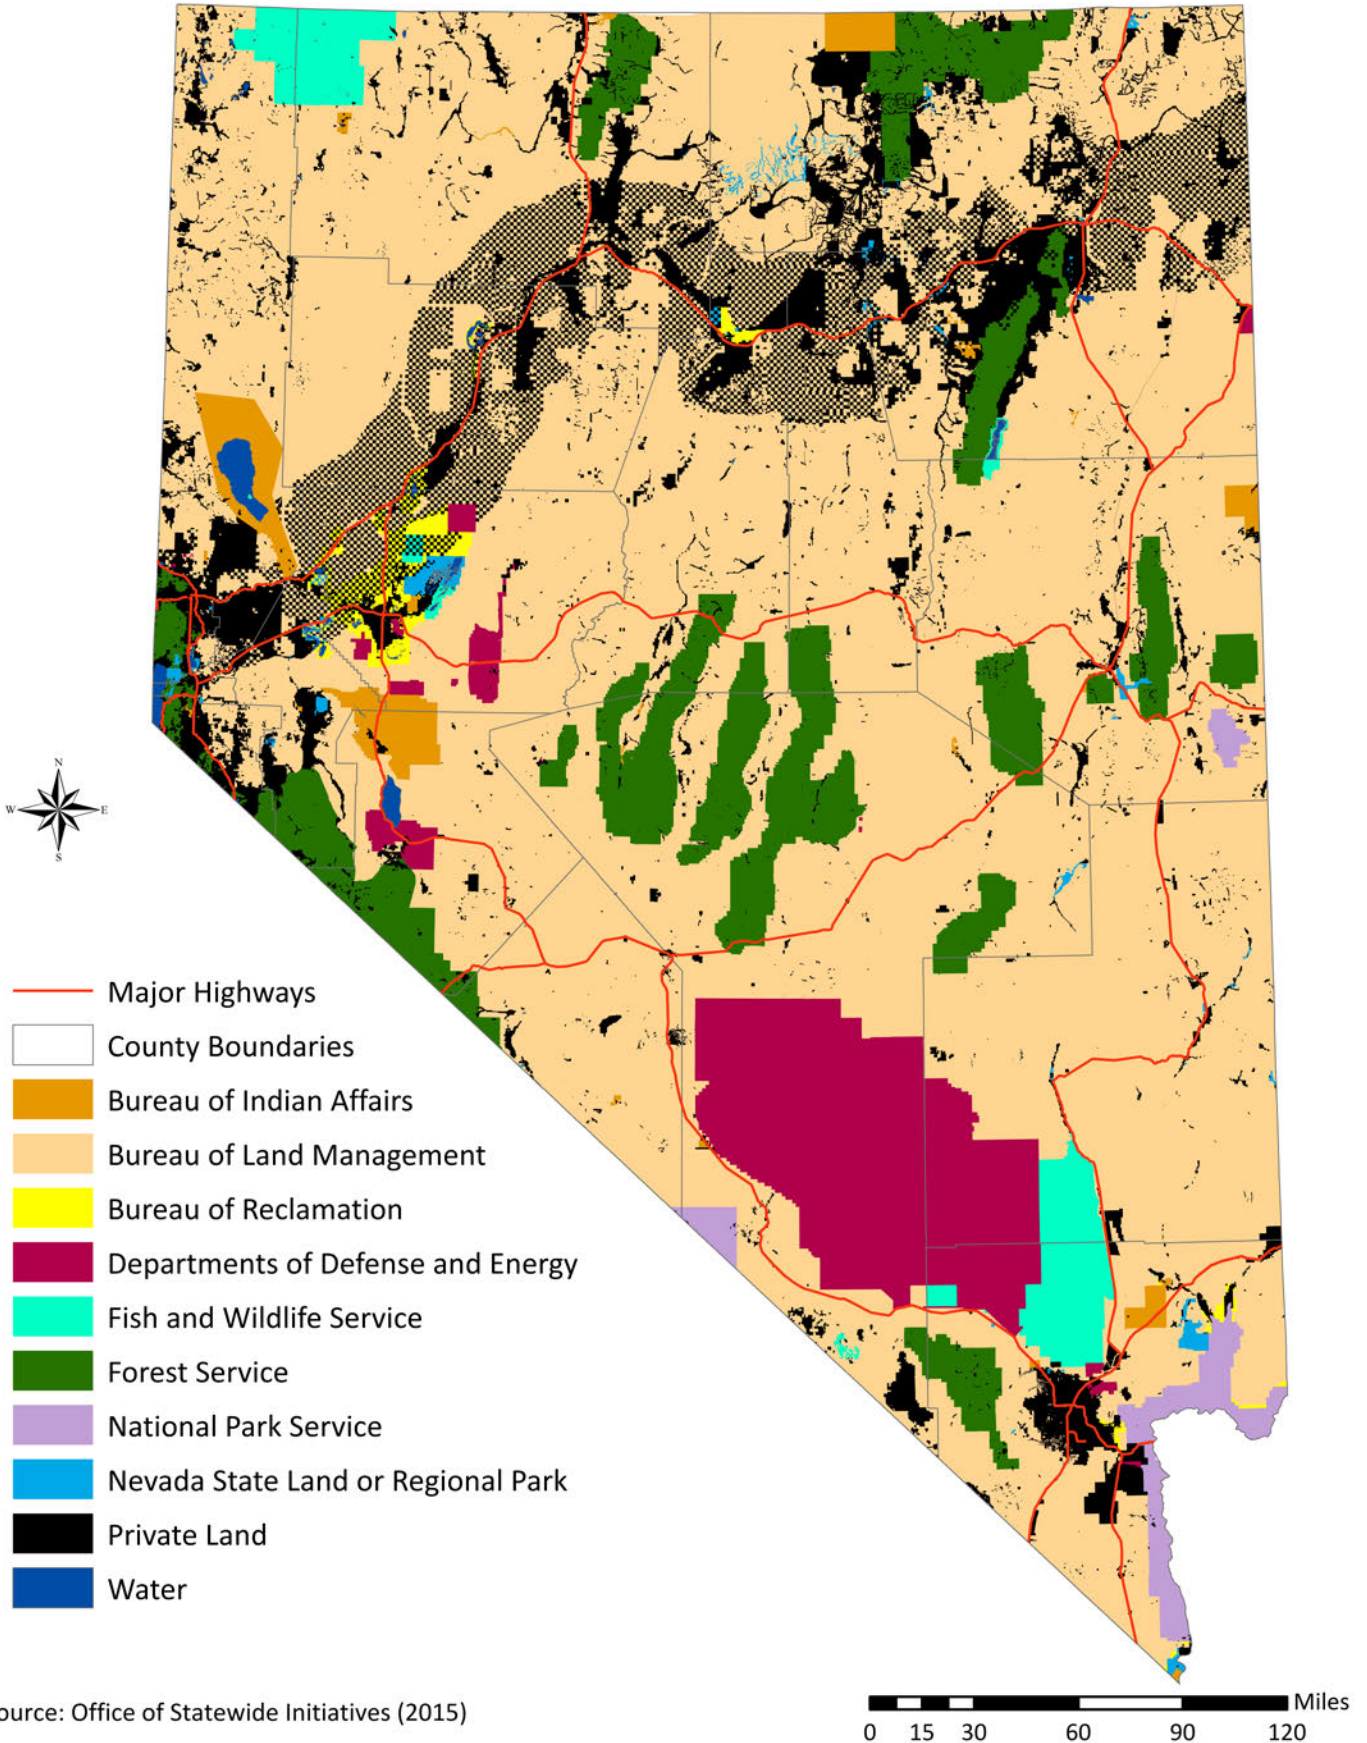 N
W E
S
Major Highways
County Boundaries
Bureau of Indian Affairs
Bureau of Land Management
Bureau of Reclamation
Departments of Defense and Energy
Fish and Wildlife Service
Forest Service
National Park Service
Nevada State Land or Regional Park
Private Land
Water
ource: Office of Statewide Initiatives (2015)
Miles
0 15 30 60 90 120